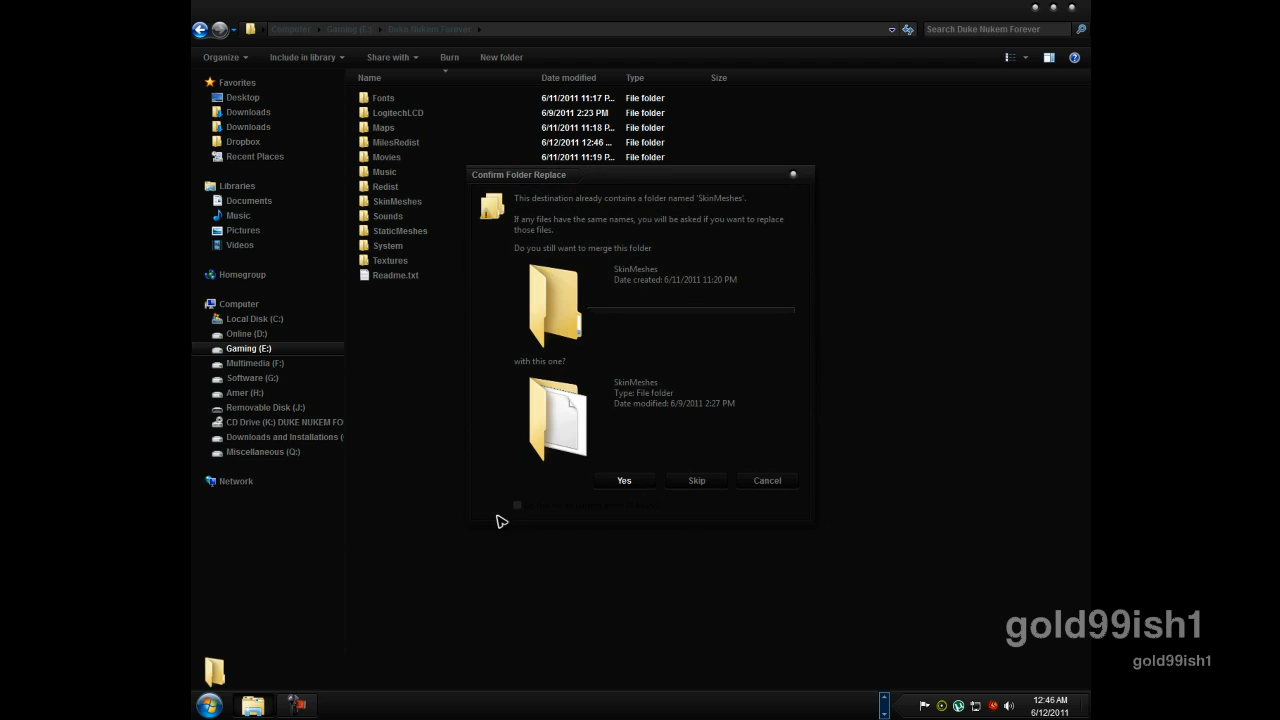 Computer
Gaming (E:)
Duke Nukem Forever
Search Duke Nukem Forever
Organize
Include in library
Share with
Burn
New folder
Name
Date modified
Type
Size
Favorites
Desktop
Downloads
Downloads
Dropbox
Recent Places
Libraries
Documents
Music
Pictures
Videos
Homegroup
Computer
Local Disk (C:)
Online (D:)
Gaming (E:)
Multimedia (F:)
Software (G:)
Amer (H:)
Removable Disk (J:)
CD Drive (K:) DUKE NUKEM FO
Downloads and Installations (
Miscellaneous (Q:)
Network
Fonts 6/11/2011 11:17 P... File folder
LogitechLCD 6/9/2011 2:23 PM File folder
Maps 6/11/2011 11:18 P... File folder
MilesRedist 6/12/2011 12:46 ... File folder
Movies 6/11/2011 11:19 P... File folder
Music
Redist
SkinMeshes
Sounds
StaticMeshes
System
Textures
Readme.txt
Confirm Folder Replace
This destination already contains a folder named 'SkinMeshes'.
If any files have the same names, you will be asked if you want to replace
those files.
Do you still want to merge this folder
SkinMeshes
Date created: 6/11/2011 11:20 PM
with this one?
SkinMeshes
Type: File folder
Date modified: 6/9/2011 2:27 PM
Yes
Skip
Cancel
gold99ish1
gold99ish1
12:46 AM
6/12/2011